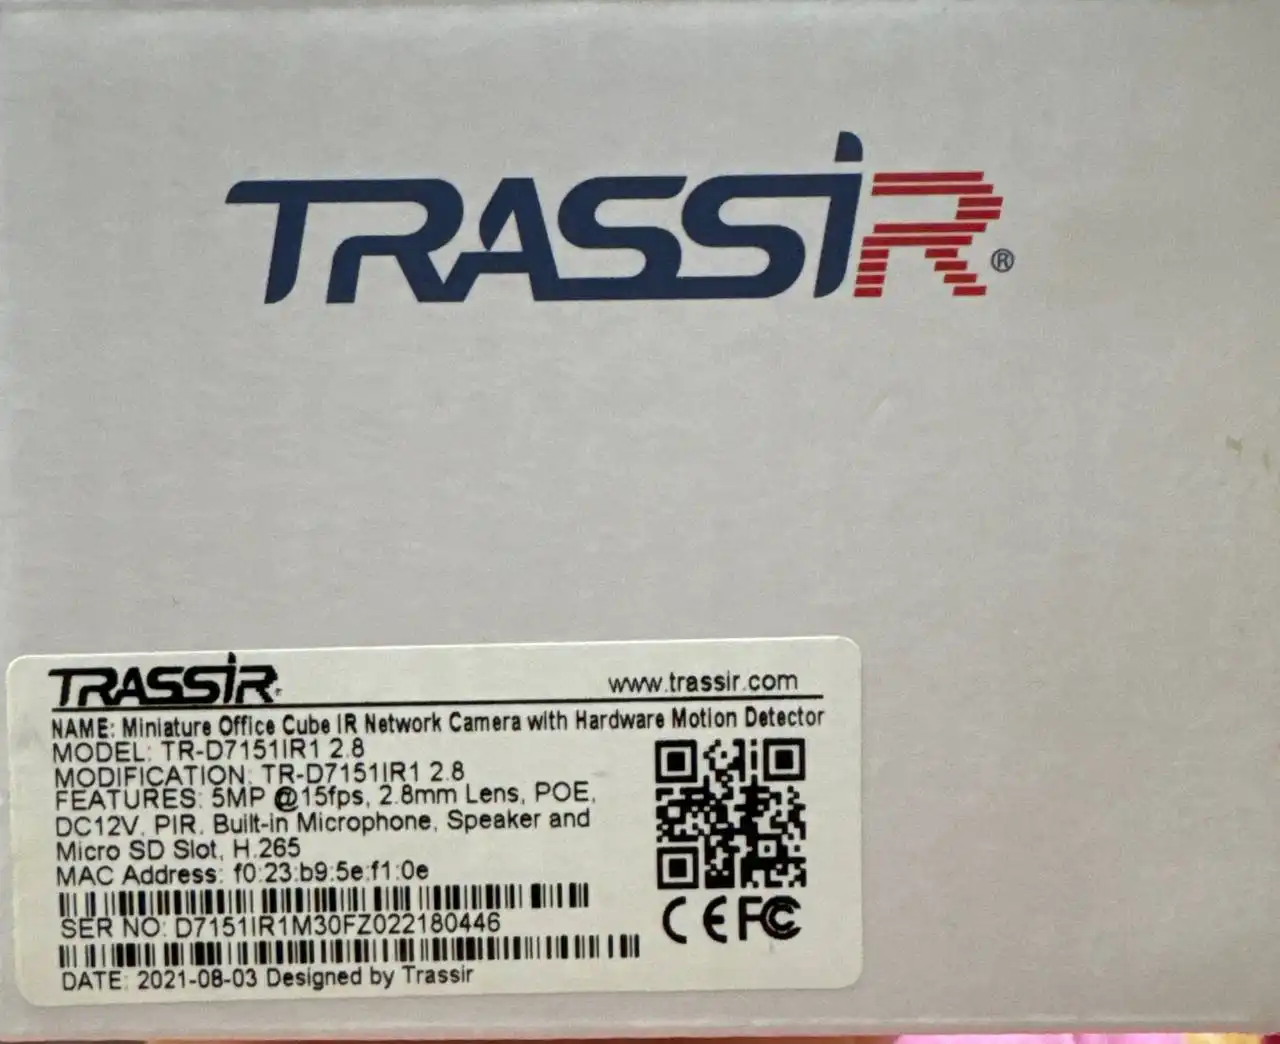 TRASSIR®
TRASSIR®
www.trassir.com
NAME: Miniature Office Cube IR Network Camera with Hardware Motion Detector
MODEL: TR-D7151IR1 2.8
MODIFICATION: TR-D7151IR1 2.8
FEATURES: 5MP @15fps, 2.8mm Lens, POE,
DC12V, PIR, Built-in Microphone, Speaker and
Micro SD Slot, H.265
MAC Address: f0:23:b9:5e:f1:0e
SER NO: D7151IR1M30FZ022180446
CE FC
DATE: 2021-08-03 Designed by Trassir